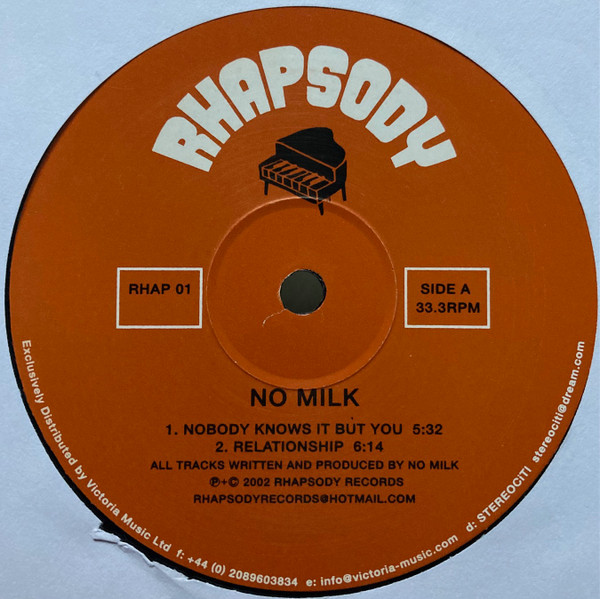 RHAPSODY
RHAP 01
SIDE A
33.3RPM
NO MILK
1. NOBODY KNOWS IT BUT YOU 5:32
2. RELATIONSHIP 6:14
ALL TRACKS WRITTEN AND PRODUCED BY NO MILK
℗+© 2002 RHAPSODY RECORDS
RHAPSODYRECORDS@HOTMAIL.COM
Exclusively Distributed by Victoria Music Ltd f: +44 (0) 2089603834 e: info@victoria-music.com d: STEREOCITI stereociti@dream.com